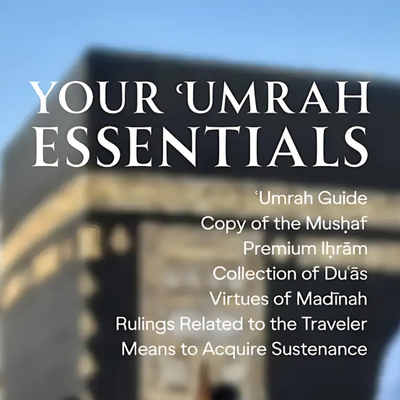 YOUR ʿUMRAH
ESSENTIALS
ʿUmrah Guide
Copy of the Muṣḥaf
Premium Iḥrām
Collection of Duʿās
Virtues of Madīnah
Rulings Related to the Traveler
Means to Acquire Sustenance